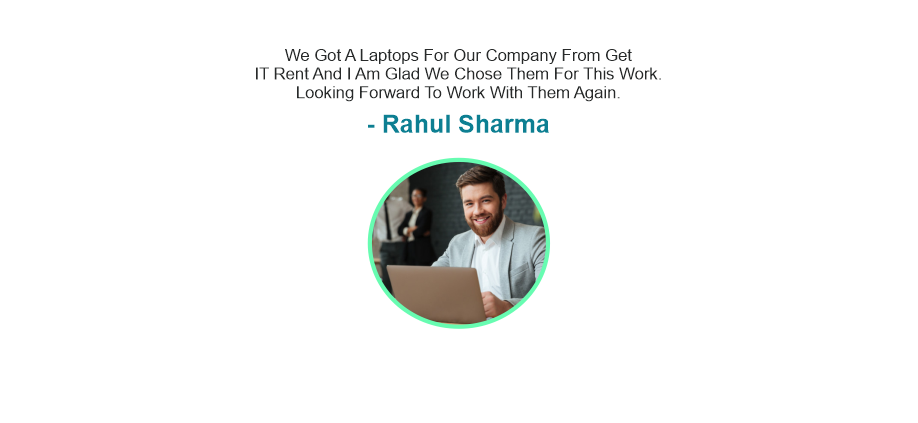 We Got A Laptops For Our Company From Get
IT Rent And I Am Glad We Chose Them For This Work.
Looking Forward To Work With Them Again.
- Rahul Sharma